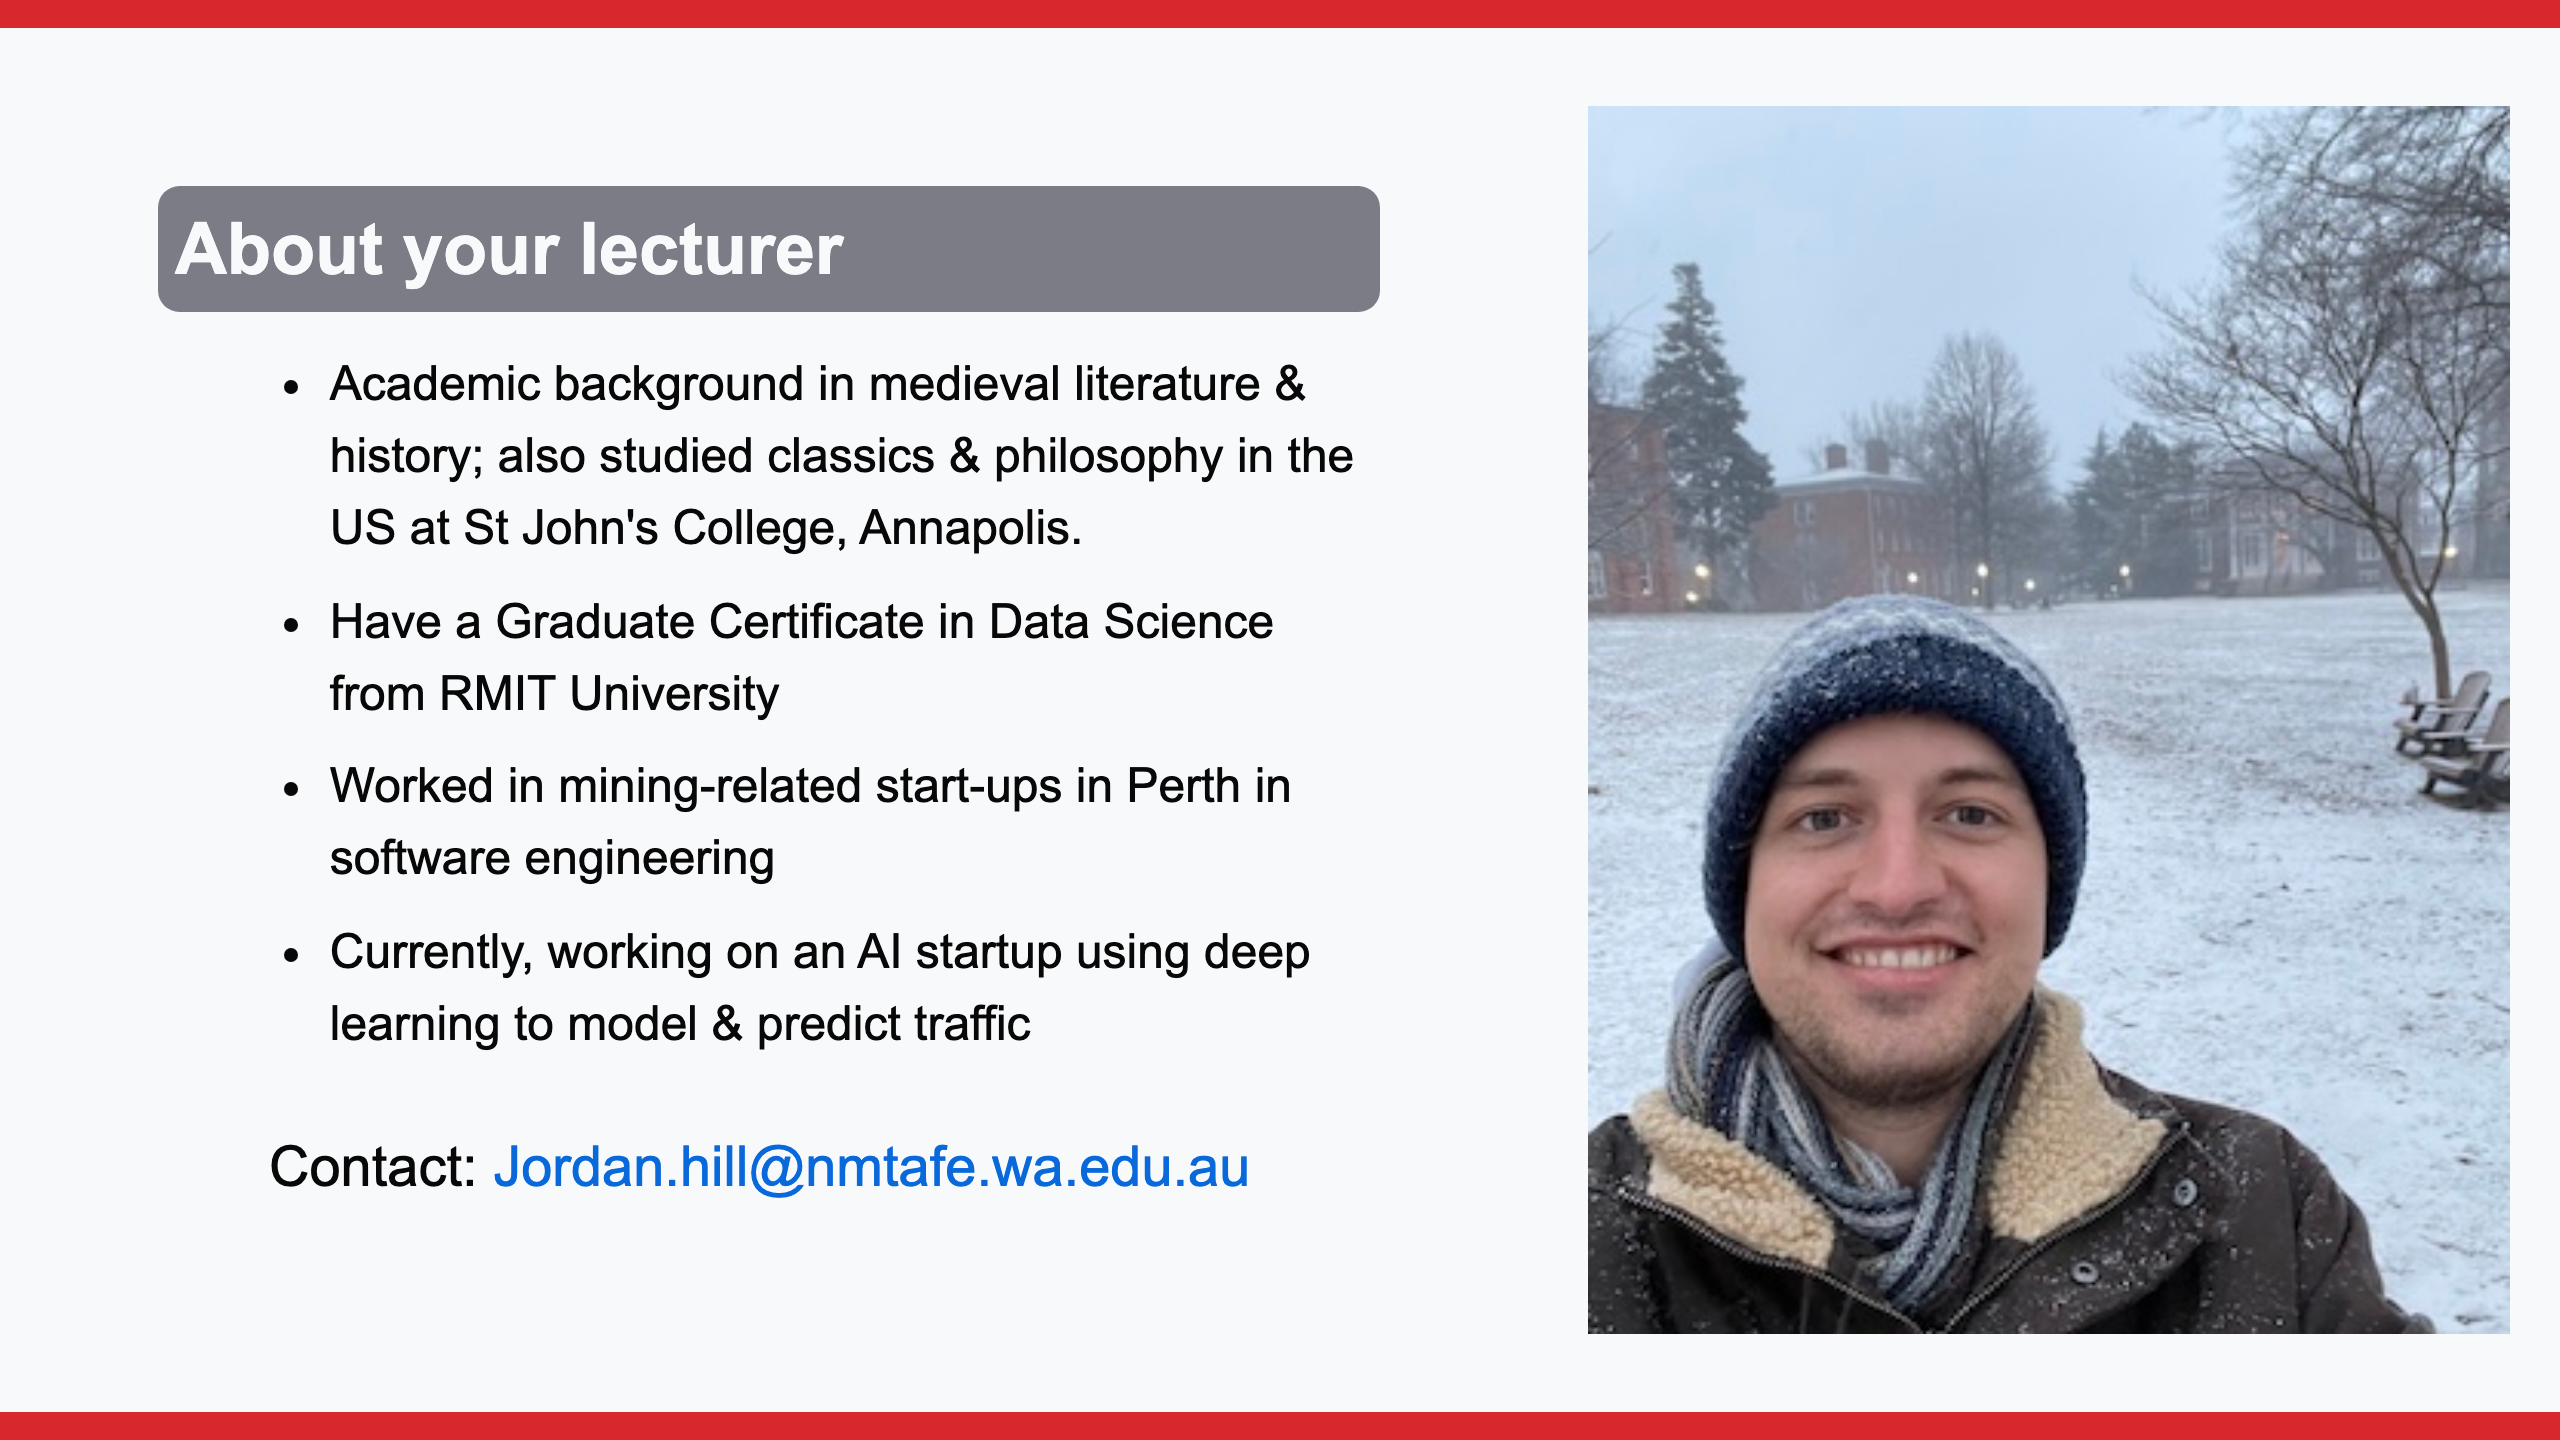 About your lecturer
• Academic background in medieval literature &
history; also studied classics & philosophy in the
US at St John's College, Annapolis.
• Have a Graduate Certificate in Data Science
from RMIT University
• Worked in mining-related start-ups in Perth in
software engineering
• Currently, working on an AI startup using deep
learning to model & predict traffic
Contact: Jordan.hill@nmtafe.wa.edu.au